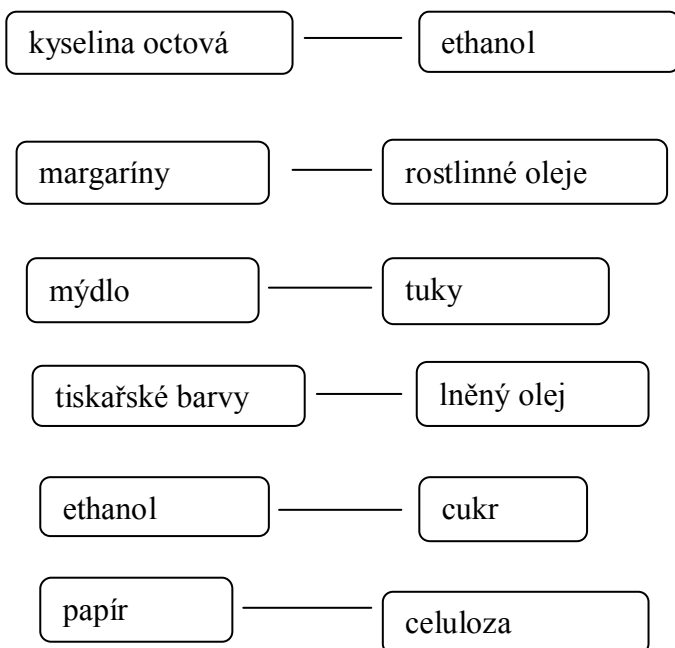 kyselina octová ethanol
margaríny rostlinné oleje
mýdlo tuky
tiskařské barvy lněný olej
ethanol cukr
papír celuloza